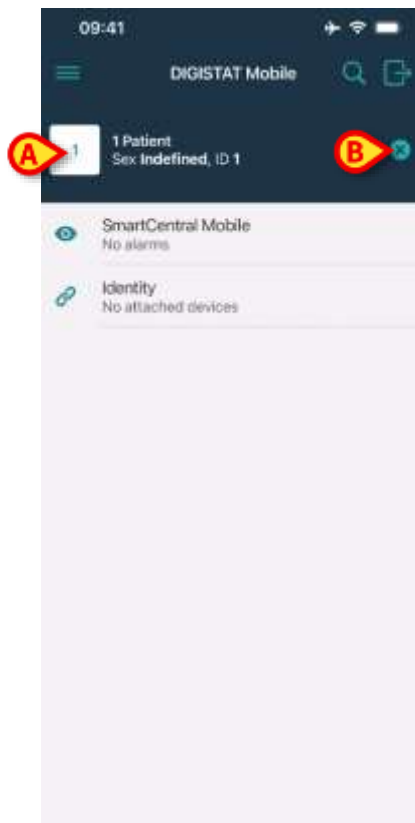 09:41
DIGISTAT Mobile
A
1
1 Patient
Sex Indefined, ID 1
B
SmartCentral Mobile
No alarms
Identity
No attached devices